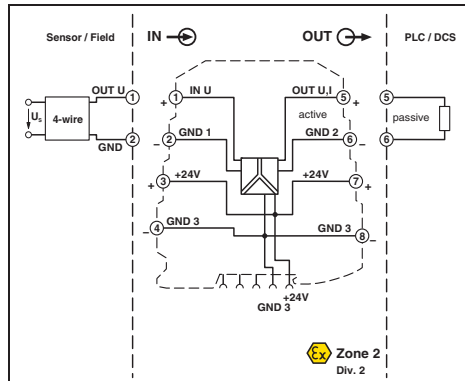 Sensor / Field
IN
OUT
PLC / DCS
OUT U
1
+
1
IN U
OUT U,I
5
+
5
Us
4-wire
active
passive
GND
2
−
2
GND 1
GND 2
6
−
6
+
3
+24V
+24V
7
+
−
4
GND 3
GND 3
8
−
+24V
GND 3
Ex
Zone 2
Div. 2